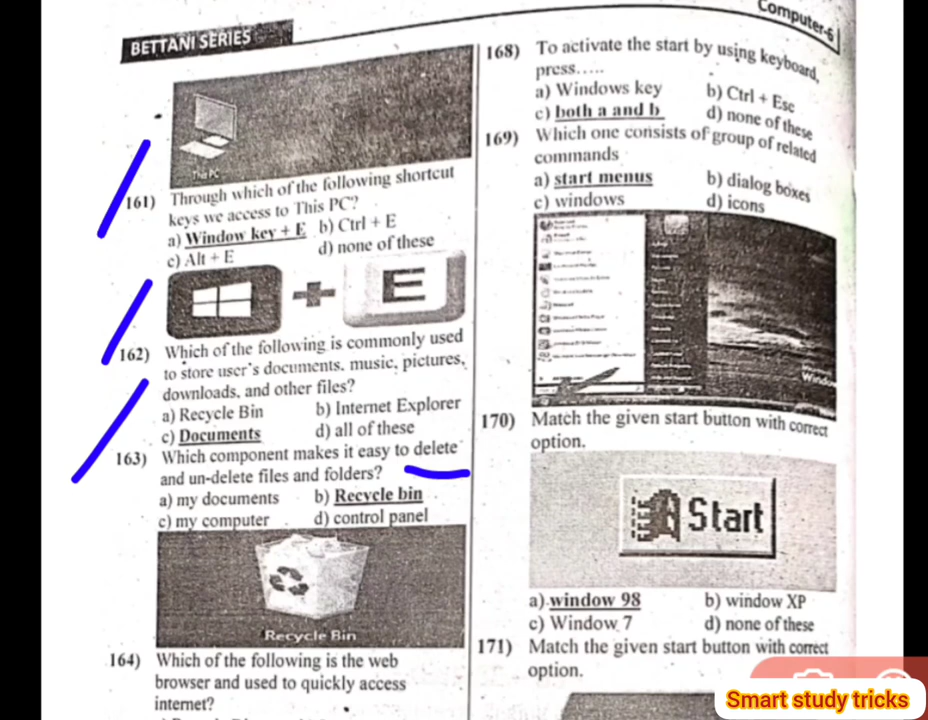 BETTANI SERIES
Computer-6
This PC
161) Through which of the following shortcut
keys we access to This PC?
a) Window key + E b) Ctrl + E
c) Alt + E d) none of these
+ E
162) Which of the following is commonly used
to store user's documents. music, pictures,
downloads, and other files?
a) Recycle Bin b) Internet Explorer
c) Documents d) all of these
163) Which component makes it easy to delete
and un-delete files and folders?
a) my documents b) Recycle bin
c) my computer d) control panel
Recycle Bin
164) Which of the following is the web
browser and used to quickly access
internet?
168) To activate the start by using keyboard,
press.....
a) Windows key b) Ctrl + Esc
c) both a and b d) none of these
169) Which one consists of group of related
commands
a) start menus b) dialog boxes
c) windows d) icons
170) Match the given start button with correct
option.
Start
a) window 98 b) window XP
c) Window 7 d) none of these
171) Match the given start button with correct
option.
Smart study tricks